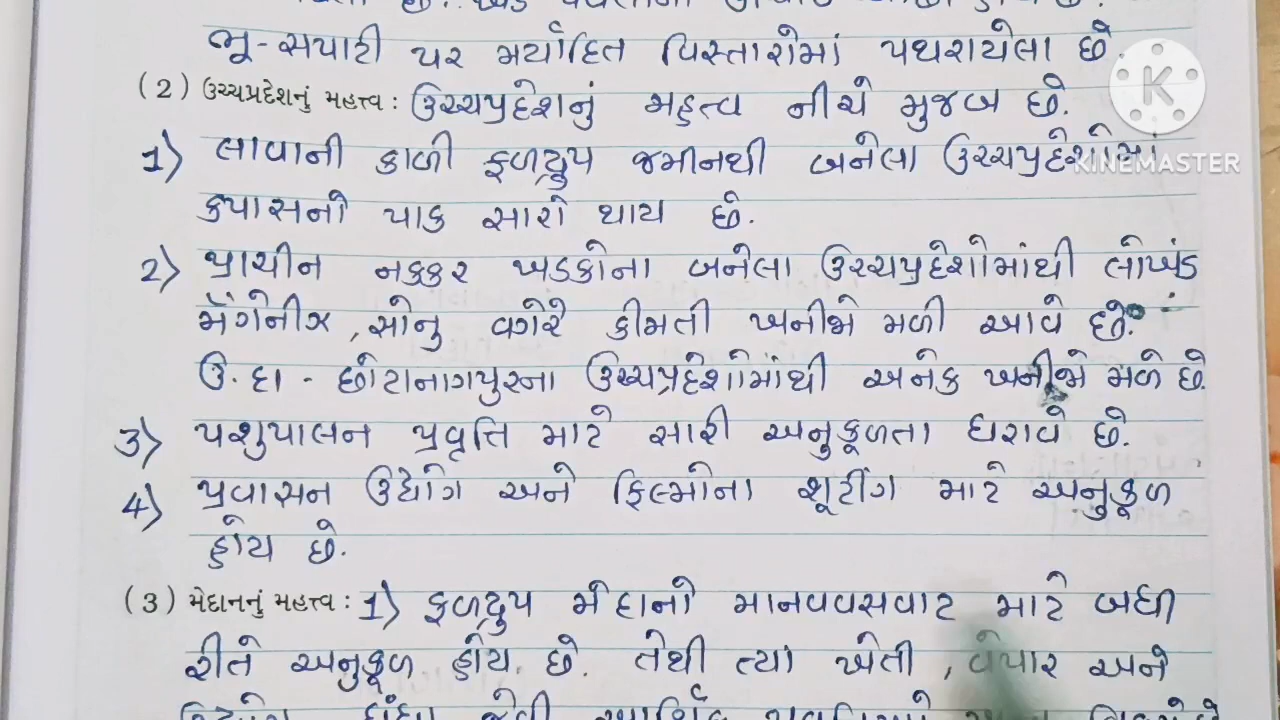 ભૂ-સપાટી પર મર્યાદિત વિસ્તારોમાં પથરાયેલા છે.
(2) ઉચ્ચપ્રદેશનું મહત્ત્વ : ઉચ્ચપ્રદેશનું મહત્વ નીચે મુજબ છે.
1) લાવાની કાળી ફળદ્રુપ જમીનથી બનેલા ઉચ્ચપ્રદેશોમાં
કપાસનો પાક સારો થાય છે.
2) પ્રાચીન નક્કર ખડકોના બનેલા ઉચ્ચપ્રદેશોમાંથી લોખંડ
મેંગેનીઝ, સોનુ વગેરે કીમતી ખનીજો મળી આવે છે.
ઉ.દા - છોટાનાગપુરના ઉચ્ચપ્રદેશોમાંથી અનેક ખનીજો મળે છે
3) પશુપાલન પ્રવૃત્તિ માટે સારી અનુકૂળતા ધરાવે છે.
4) પ્રવાસન ઉદ્યોગ અને ફિલ્મોના શૂટીંગ માટે અનુકૂળ
હોય છે.
(3) મેદાનનું મહત્ત્વ : 1) ફળદ્રુપ મેદાનો માનવવસવાટ માટે બધી
રીતે અનુકૂળ હોય છે. તેથી ત્યાં ખેતી, વેપાર અને
K
KINEMASTER